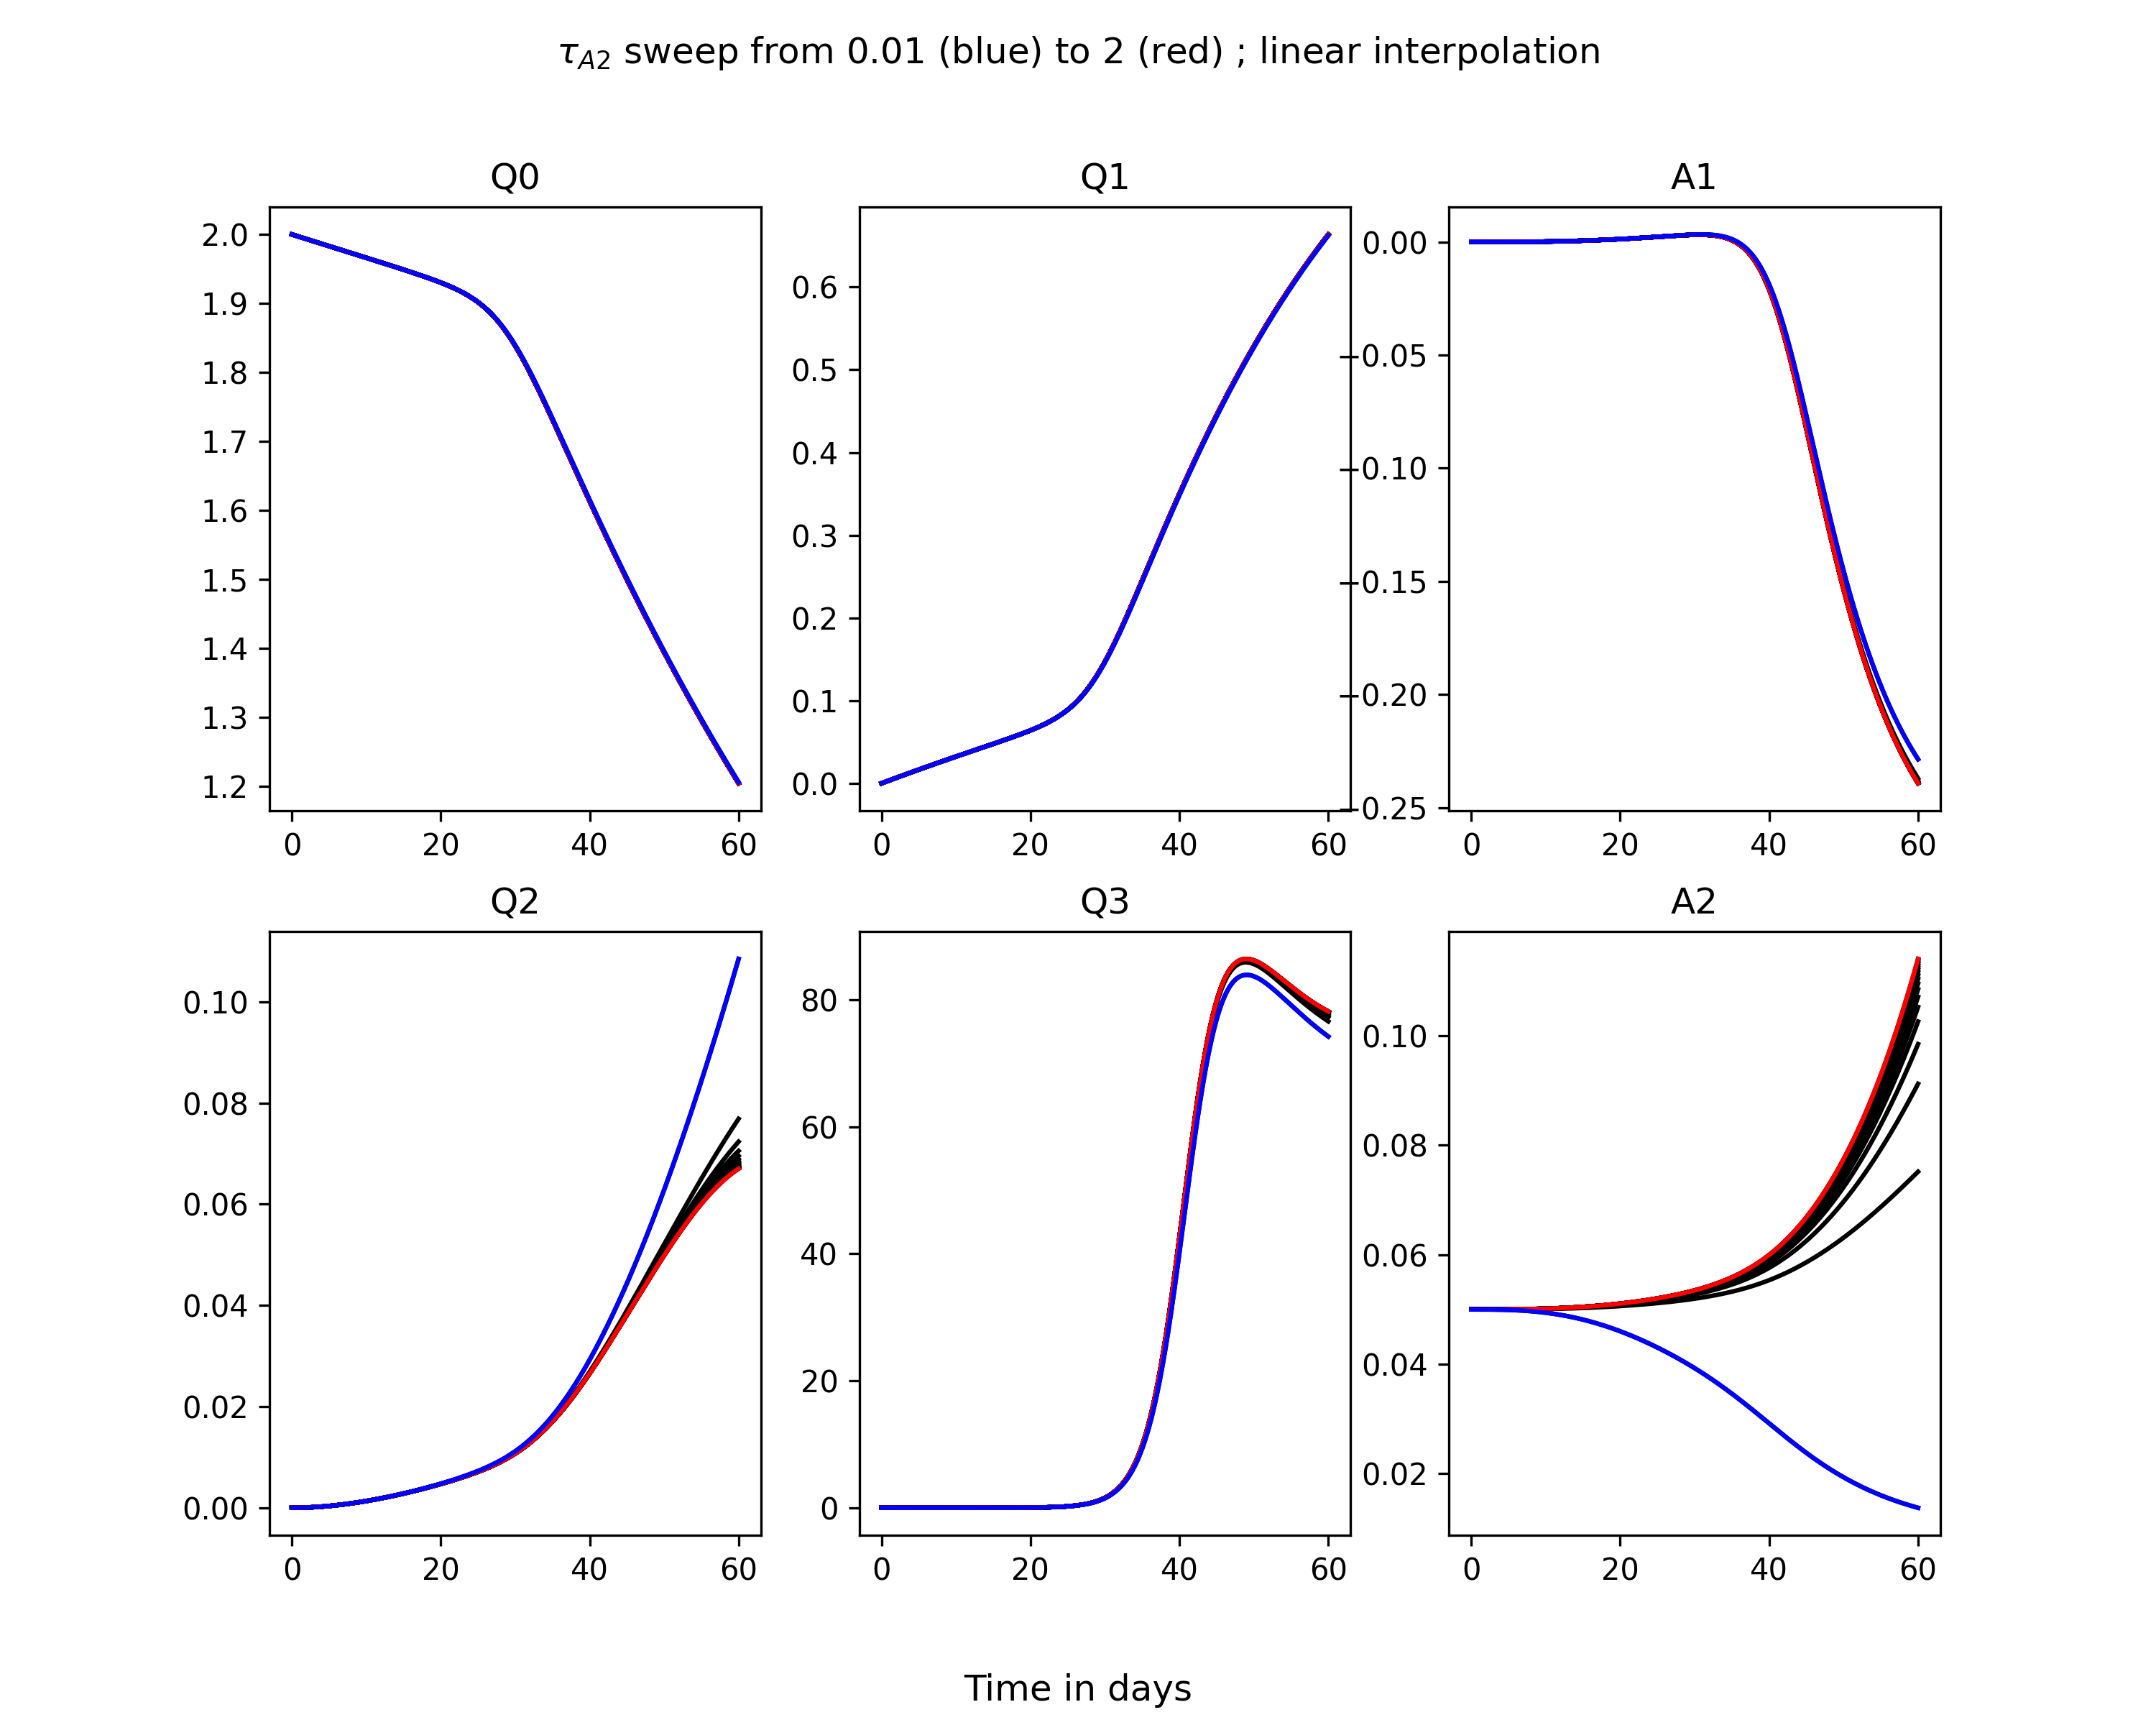 τA2 sweep from 0.01 (blue) to 2 (red) ; linear interpolation
Q0
Q1
A1
2.0
1.9
1.8
1.7
1.6
1.5
1.4
1.3
1.2
0 20 40 60
0.6
0.5
0.4
0.3
0.2
0.1
0.0
0 20 40 60
0.00
−0.05
−0.10
−0.15
−0.20
−0.25
0 20 40 60
Q2
Q3
A2
0.10
0.08
0.06
0.04
0.02
0.00
0 20 40 60
80
60
40
20
0
0 20 40 60
0.10
0.08
0.06
0.04
0.02
0 20 40 60
Time in days